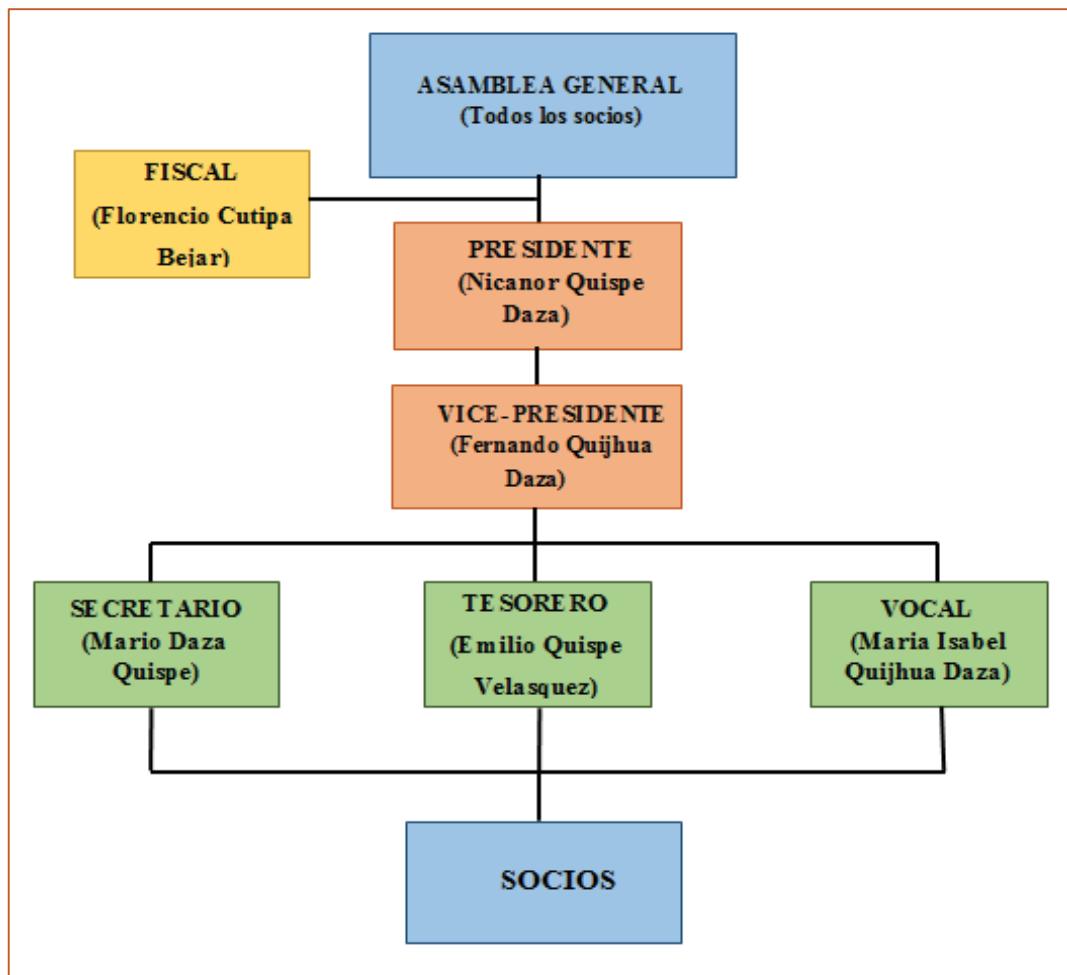 ASAMBLEA GENERAL
(Todos los socios)
FISCAL
(Florencio Cutipa
Bejar)
PRESIDENTE
(Nicanor Quispe
Daza)
VICE-PRESIDENTE
(Fernando Quijhua
Daza)
SECRETARIO
(Mario Daza
Quispe)
TESORERO
(Emilio Quispe
Velasquez)
VOCAL
(Maria Isabel
Quijhua Daza)
SOCIOS